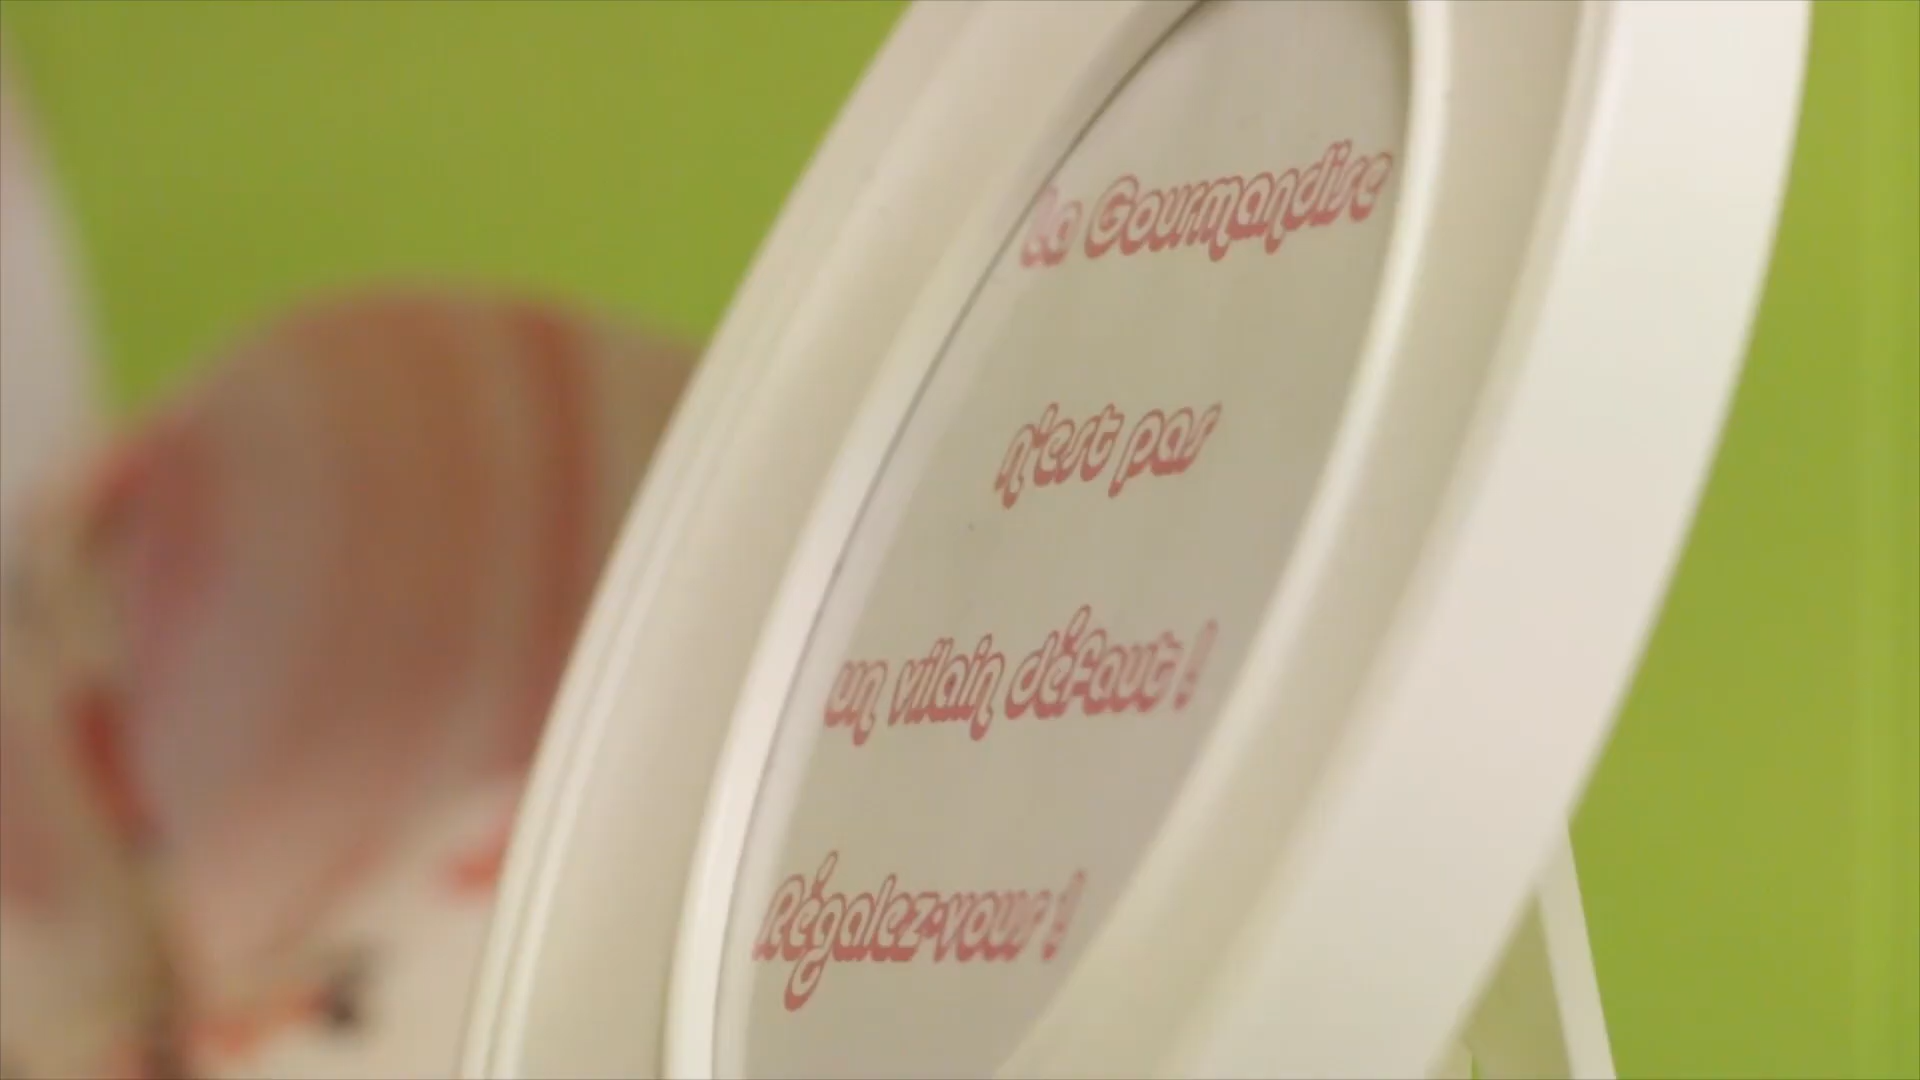 La Gourmandise
n'est pas
un vilain défaut !
Régalez-vous !